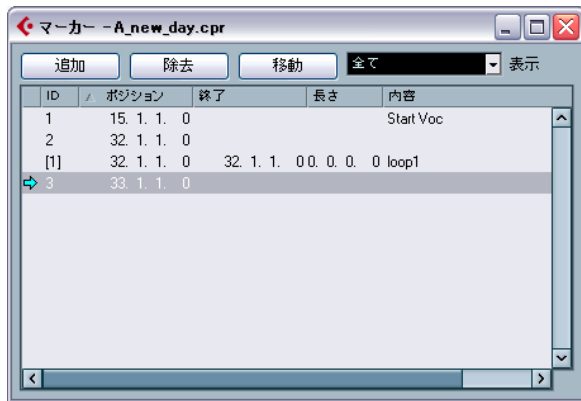 マーカー - A_new_day.cpr
追加 除去 移動 全て 表示
ID ポジション 終了 長さ 内容
1 15. 1. 1. 0 Start Voc
2 32. 1. 1. 0
[1] 32. 1. 1. 0 32. 1. 1. 0 0. 0. 0. 0 loop1
3 33. 1. 1. 0